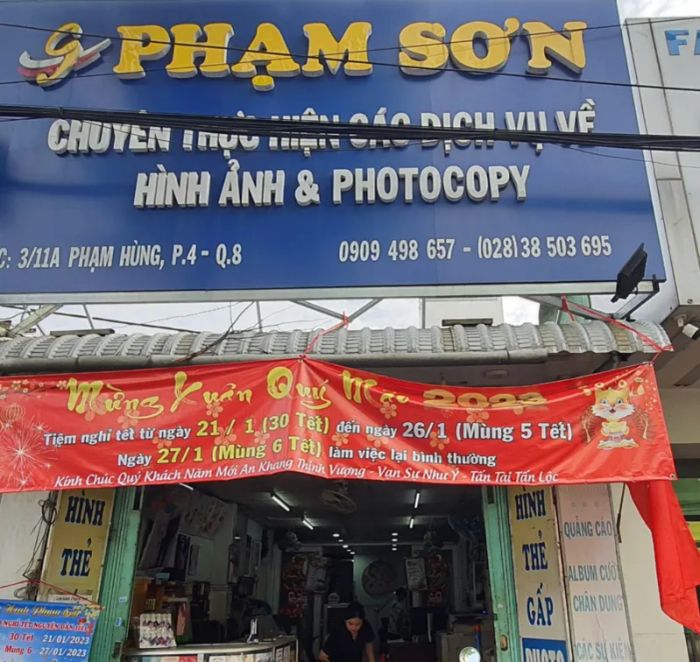 PHẠM SƠN
CHUYÊN THỰC HIỆN CÁC DỊCH VỤ VỀ
HÌNH ẢNH & PHOTOCOPY
C: 3/11A PHẠM HÙNG, P.4 - Q.8
0909 498 657 - (028)38 503 695
Mừng Xuân Quý Mão 2023
Tiệm nghỉ tết từ ngày 21/ 1 (30 Tết) đến ngày 26/1 (Mùng 5 Tết)
Ngày 27/1 (Mùng 6 Tết) làm việc lại bình thường
Kính Chúc Quý Khách Năm Mới An Khang Thịnh Vượng - Vạn Sự Như Ý - Tấn Tài Tấn Lộc
HÌNH
THẺ
HÌNH
THẺ
GẤP
PHOTO
QUẢNG CÁO
ALBUM CƯỚI
CHÂN DUNG
CÁC SỰ KIỆN
30 Tết 21/01/2023
Mùng 6 27/01/2023